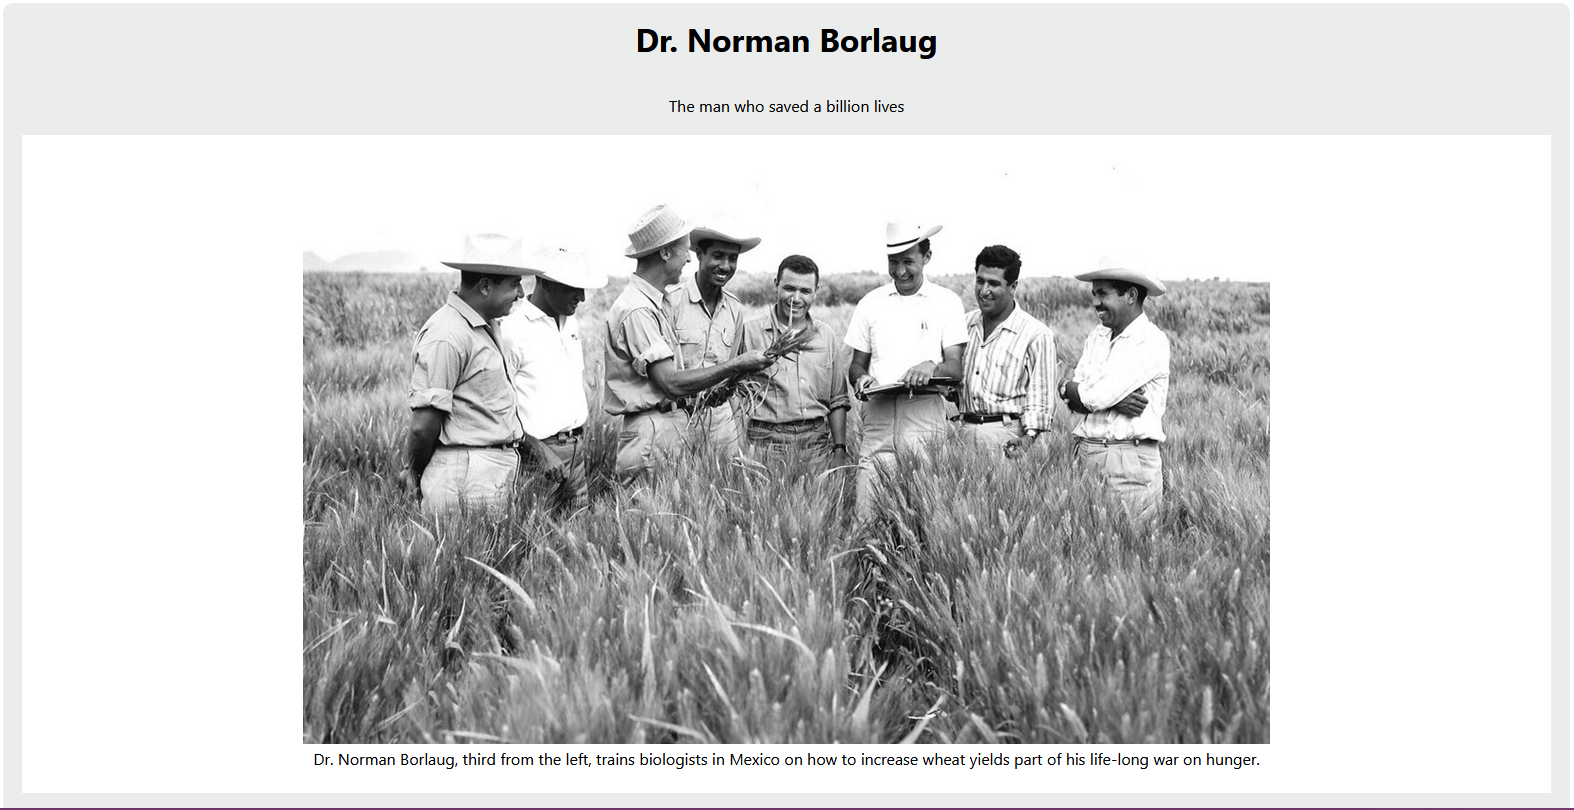 Dr. Norman Borlaug
The man who saved a billion lives
Dr. Norman Borlaug, third from the left, trains biologists in Mexico on how to increase wheat yields part of his life-long war on hunger.